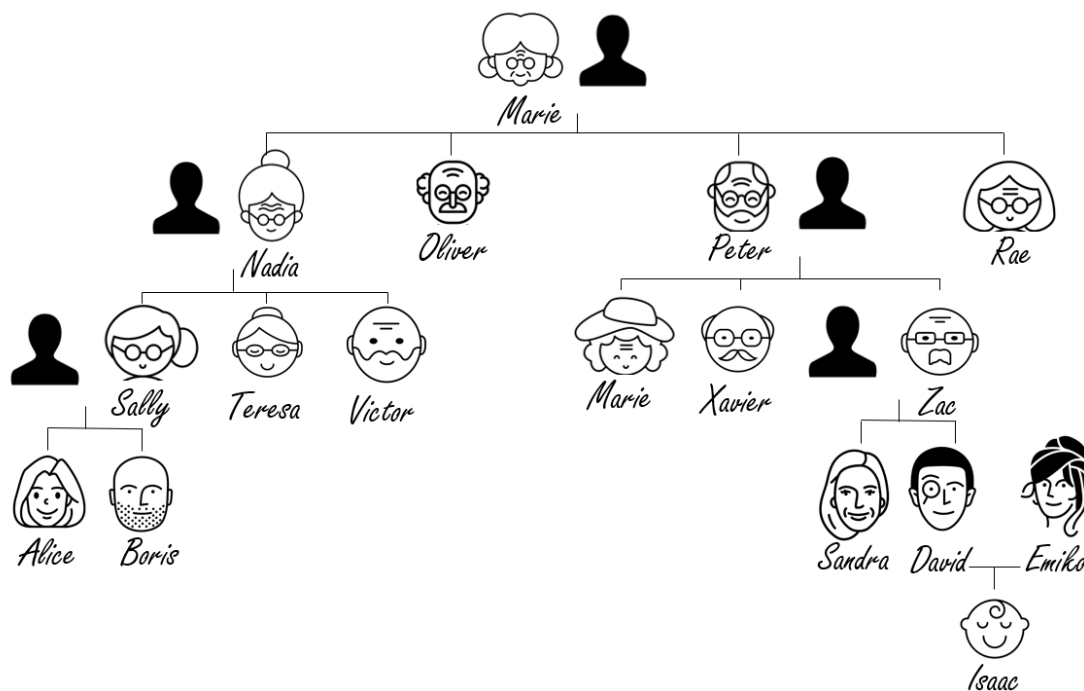 Marie
Nadia
Oliver
Peter
Rae
Sally
Teresa
Victor
Marie
Xavier
Zac
Alice
Boris
Sandra
David
Emiko
Isaac